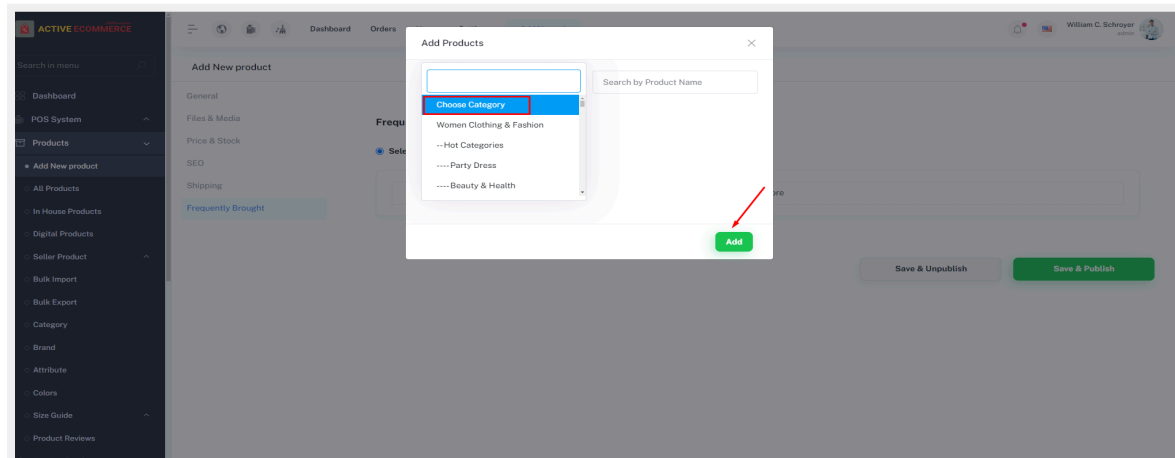 ACTIVE ECOMMERCE
Dashboard
Orders
William C. Schroyer
admin
Search in menu
Dashboard
POS System
Products
Add New product
All Products
In House Products
Digital Products
Seller Product
Bulk Import
Bulk Export
Category
Brand
Attribute
Colors
Size Guide
Product Reviews
Add New product
General
Files & Media
Price & Stock
SEO
Shipping
Frequently Brought
Frequ
Sele
ore
Add Products
Search by Product Name
Choose Category
Women Clothing & Fashion
--Hot Categories
----Party Dress
----Beauty & Health
Add
Save & Unpublish
Save & Publish